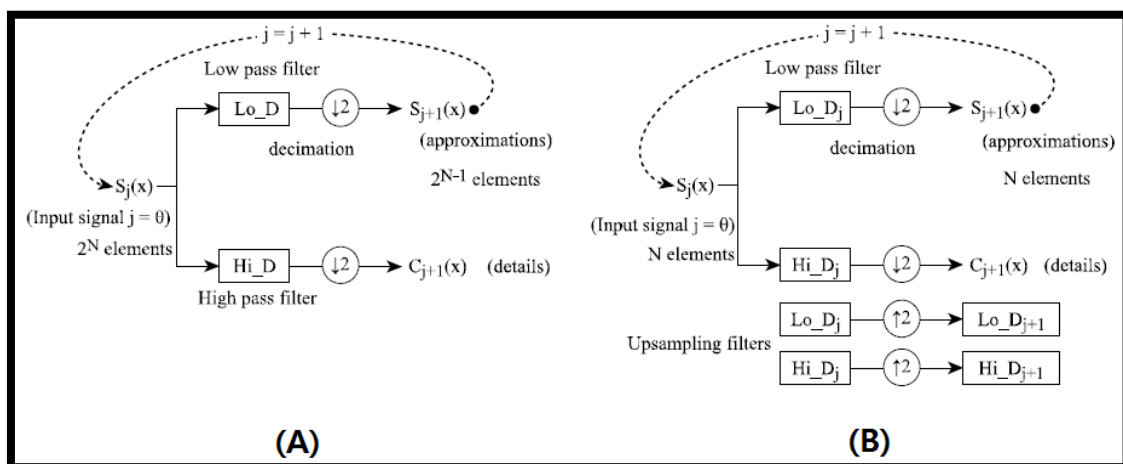 j = j + 1
Low pass filter
Lo_D
↓2
S_{j+1}(x)
decimation
(approximations)
2^{N-1} elements
S_j(x)
(Input signal j = θ)
2^N elements
Hi_D
↓2
C_{j+1}(x) (details)
High pass filter
(A)
j = j + 1
Low pass filter
Lo_D_j
↓2
S_{j+1}(x)
decimation
(approximations)
N elements
S_j(x)
(Input signal j = θ)
N elements
Hi_D_j
↓2
C_{j+1}(x) (details)
Upsampling filters
Lo_D_j
↑2
Lo_D_{j+1}
Hi_D_j
↑2
Hi_D_{j+1}
(B)